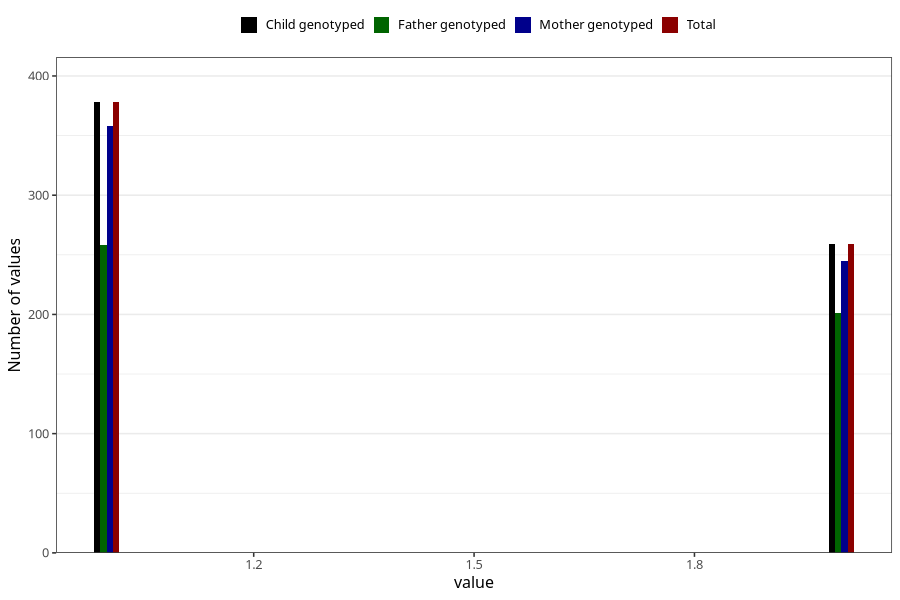 Child genotyped Father genotyped Mother genotyped Total
Number of values
400
300
200
100
0
1.2 1.5 1.8
value